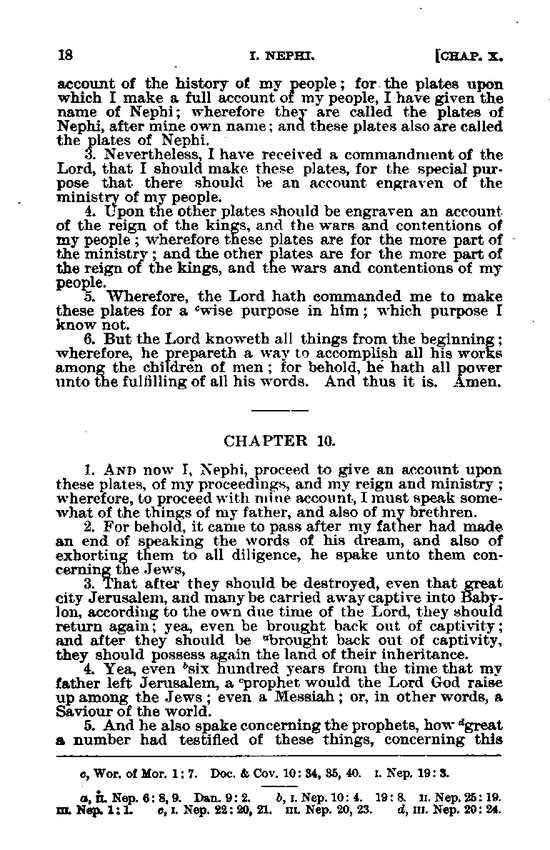 18 I. NEPHI. [CHAP. X.
account of the history of my people; for the plates upon
which I make a full account of my people, I have given the
name of Nephi; wherefore they are called the plates of
Nephi, after mine own name; and these plates also are called
the plates of Nephi.
3. Nevertheless, I have received a commandment of the
Lord, that I should make these plates, for the special pur-
pose that there should be an account engraven of the
ministry of my people.
4. Upon the other plates should be engraven an account
of the reign of the kings, and the wars and contentions of
my people; wherefore these plates are for the more part of
the ministry; and the other plates are for the more part of
the reign of the kings, and the wars and contentions of my
people.
5. Wherefore, the Lord hath commanded me to make
these plates for a ᵉwise purpose in him; which purpose I
know not.
6. But the Lord knoweth all things from the beginning;
wherefore, he prepareth a way to accomplish all his works
among the children of men; for behold, he hath all power
unto the fulfilling of all his words. And thus it is. Amen.
CHAPTER 10.
1. AND now I, Nephi, proceed to give an account upon
these plates, of my proceedings, and my reign and ministry;
wherefore, to proceed with mine account, I must speak some-
what of the things of my father, and also of my brethren.
2. For behold, it came to pass after my father had made
an end of speaking the words of his dream, and also of
exhorting them to all diligence, he spake unto them con-
cerning the Jews,
3. That after they should be destroyed, even that great
city Jerusalem, and many be carried away captive into Baby-
lon, according to the own due time of the Lord, they should
return again; yea, even be brought back out of captivity;
and after they should be ᵃbrought back out of captivity,
they should possess again the land of their inheritance.
4. Yea, even ᵇsix hundred years from the time that my
father left Jerusalem, a ᶜprophet would the Lord God raise
up among the Jews; even a Messiah; or, in other words, a
Saviour of the world.
5. And he also spake concerning the prophets, how ᵈgreat
a number had testified of these things, concerning this
e, Wor. of Mor. 1:7. Doc. & Cov. 10:34, 35, 40. I. Nep. 19:3.
a, II. Nep. 6:8, 9. Dan. 9:2. b, I. Nep. 10:4. 19:8. II. Nep. 25:19.
III. Nep. 1:1. c, I. Nep. 22:20, 21. III. Nep. 20, 23. d, III. Nep. 20:24.